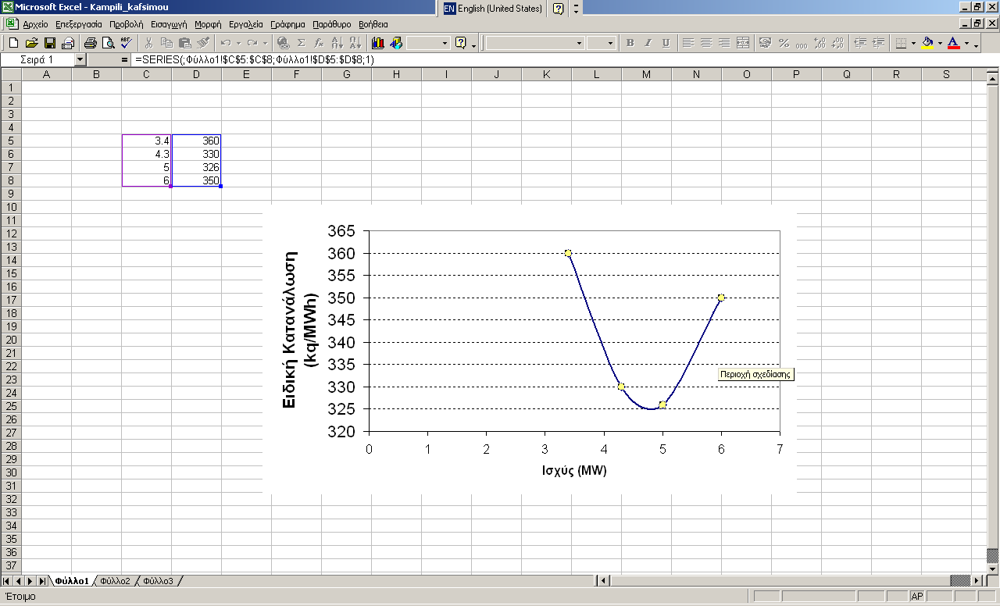 Microsoft Excel - Kampili_kafsimou
EN English (United States)
Αρχείο Επεξεργασία Προβολή Εισαγωγή Μορφή Εργαλεία Γράφημα Παράθυρο Βοήθεια
Σειρά 1 = =SERIES(;Φύλλο1!$C$5:$C$8;Φύλλο1!$D$5:$D$8;1)
A B C D E F G H I J K L M N O P Q R S
1
2
3
4
5 3.4 360
6 4.3 330
7 5 326
8 6 350
9
10
11
12
13
14
15
16
17
18
19
20
21
22
23
24
25
26
27
28
29
30
31
32
33
34
35
36
37
Ειδική Κατανάλωση
(kq/MWh)
365
360
355
350
345
340
335
330
325
320
Περιοχή σχεδίασης
0 1 2 3 4 5 6 7
Ισχύς (MW)
Φύλλο1 Φύλλο2 Φύλλο3
Έτοιμο AP